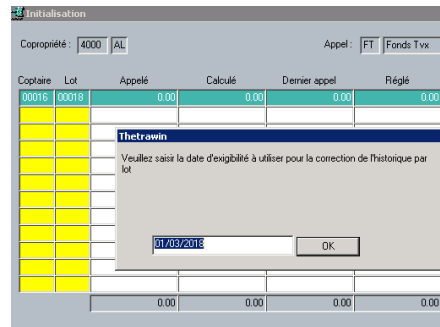 Initialisation
Copropriété : 4000 AL Appel : FT Fonds Tvx
Coptaire Lot Appelé Calculé Dernier appel Réglé
00016 00018 0.00 0.00 0.00 0.00
Thetrawin
Veuillez saisir la date d'exigibilité à utiliser pour la correction de l'historique par
lot
01/03/2018 OK
0.00 0.00 0.00 0.00